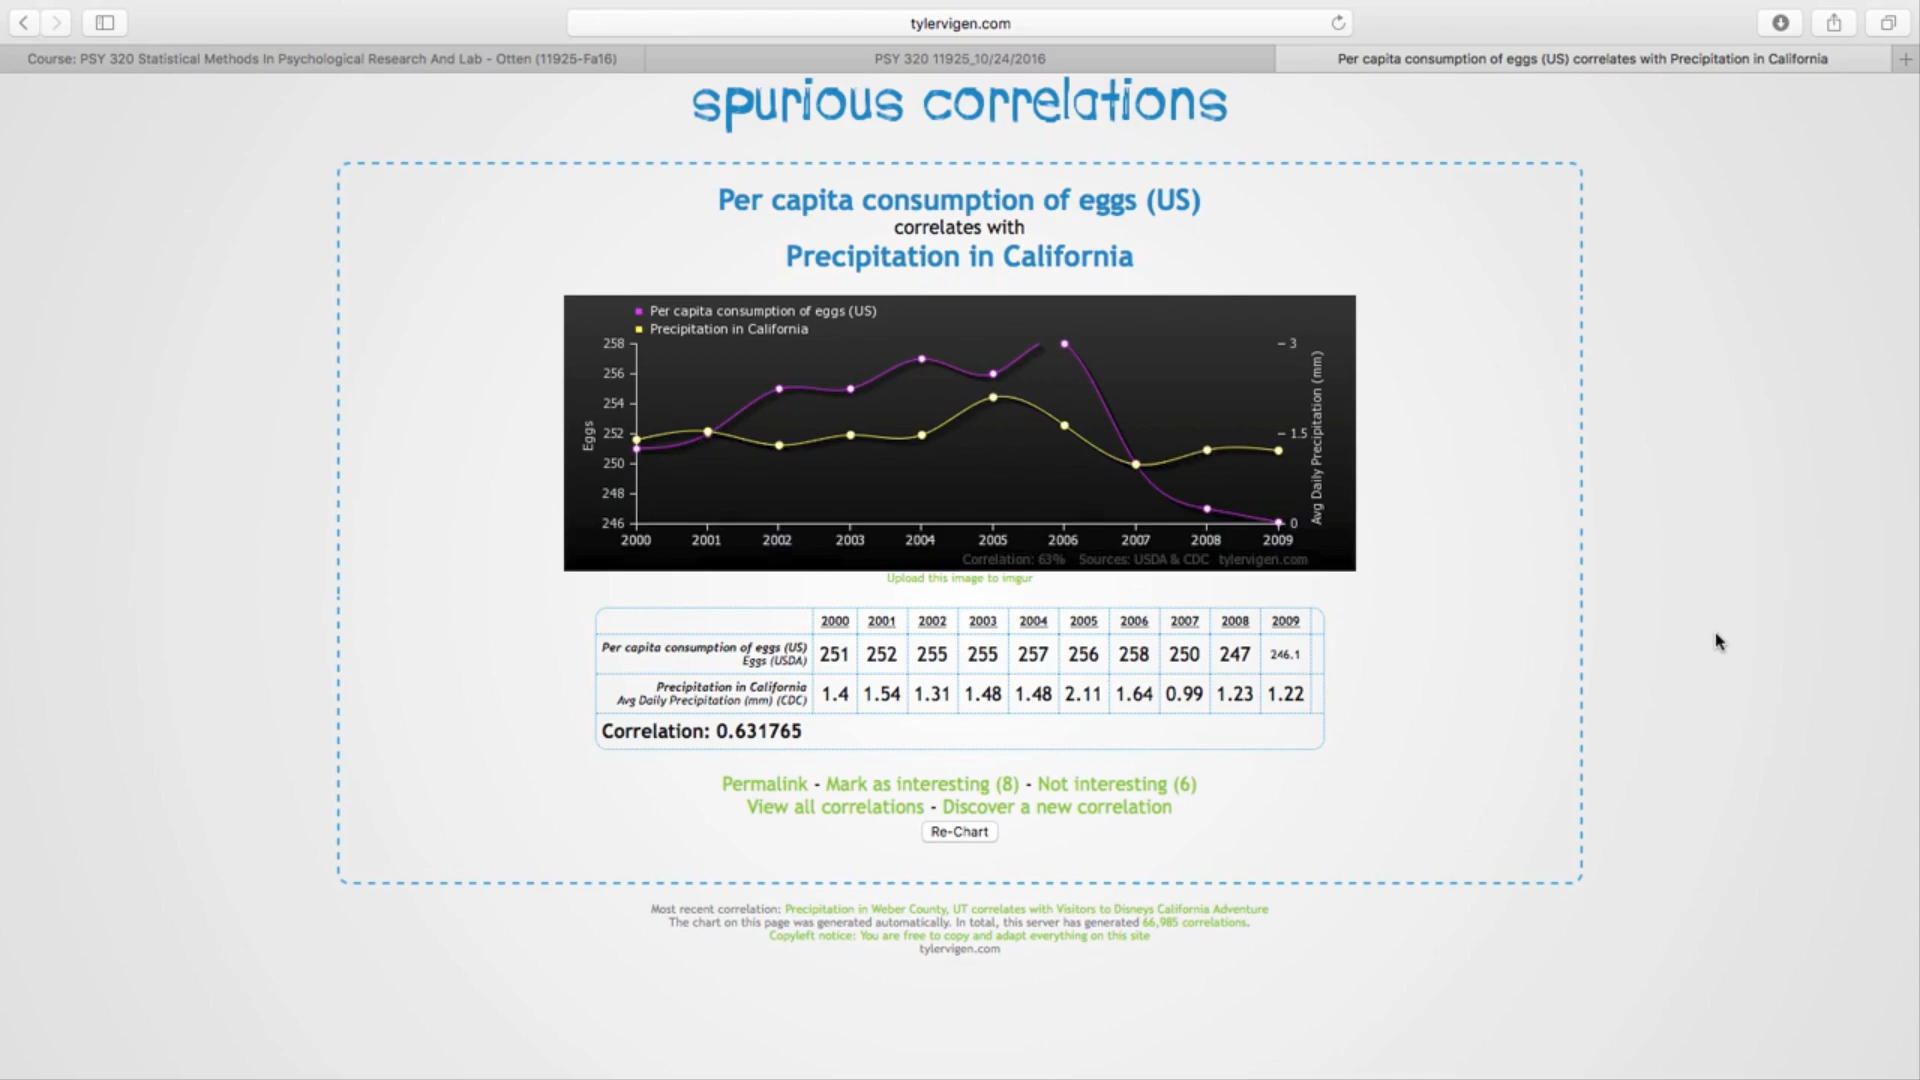 tylervigen.com
Course: PSY 320 Statistical Methods In Psychological Research And Lab - Otten (11925-Fa16)
PSY 320 11925_10/24/2016
Per capita consumption of eggs (US) correlates with Precipitation in California
spurious correlations
Per capita consumption of eggs (US)
correlates with
Precipitation in California
Per capita consumption of eggs (US)
Precipitation in California
258
256
254
252
250
248
246
Eggs
3
1.5
0
Avg Daily Precipitation (mm)
2000 2001 2002 2003 2004 2005 2006 2007 2008 2009
Correlation: 63% Sources: USDA & CDC tylervigen.com
Upload this image to imgur
2000 2001 2002 2003 2004 2005 2006 2007 2008 2009
Per capita consumption of eggs (US)
Eggs (USDA)
251 252 255 255 257 256 258 250 247 246.1
Precipitation in California
Avg Daily Precipitation (mm) (CDC)
1.4 1.54 1.31 1.48 1.48 2.11 1.64 0.99 1.23 1.22
Correlation: 0.631765
Permalink - Mark as interesting (8) - Not interesting (6)
View all correlations - Discover a new correlation
Re-Chart
Most recent correlation: Precipitation in Weber County, UT correlates with Visitors to Disneys California Adventure
The chart on this page was generated automatically. In total, this server has generated 66,985 correlations.
Copyleft notice: You are free to copy and adapt everything on this site
tylervigen.com